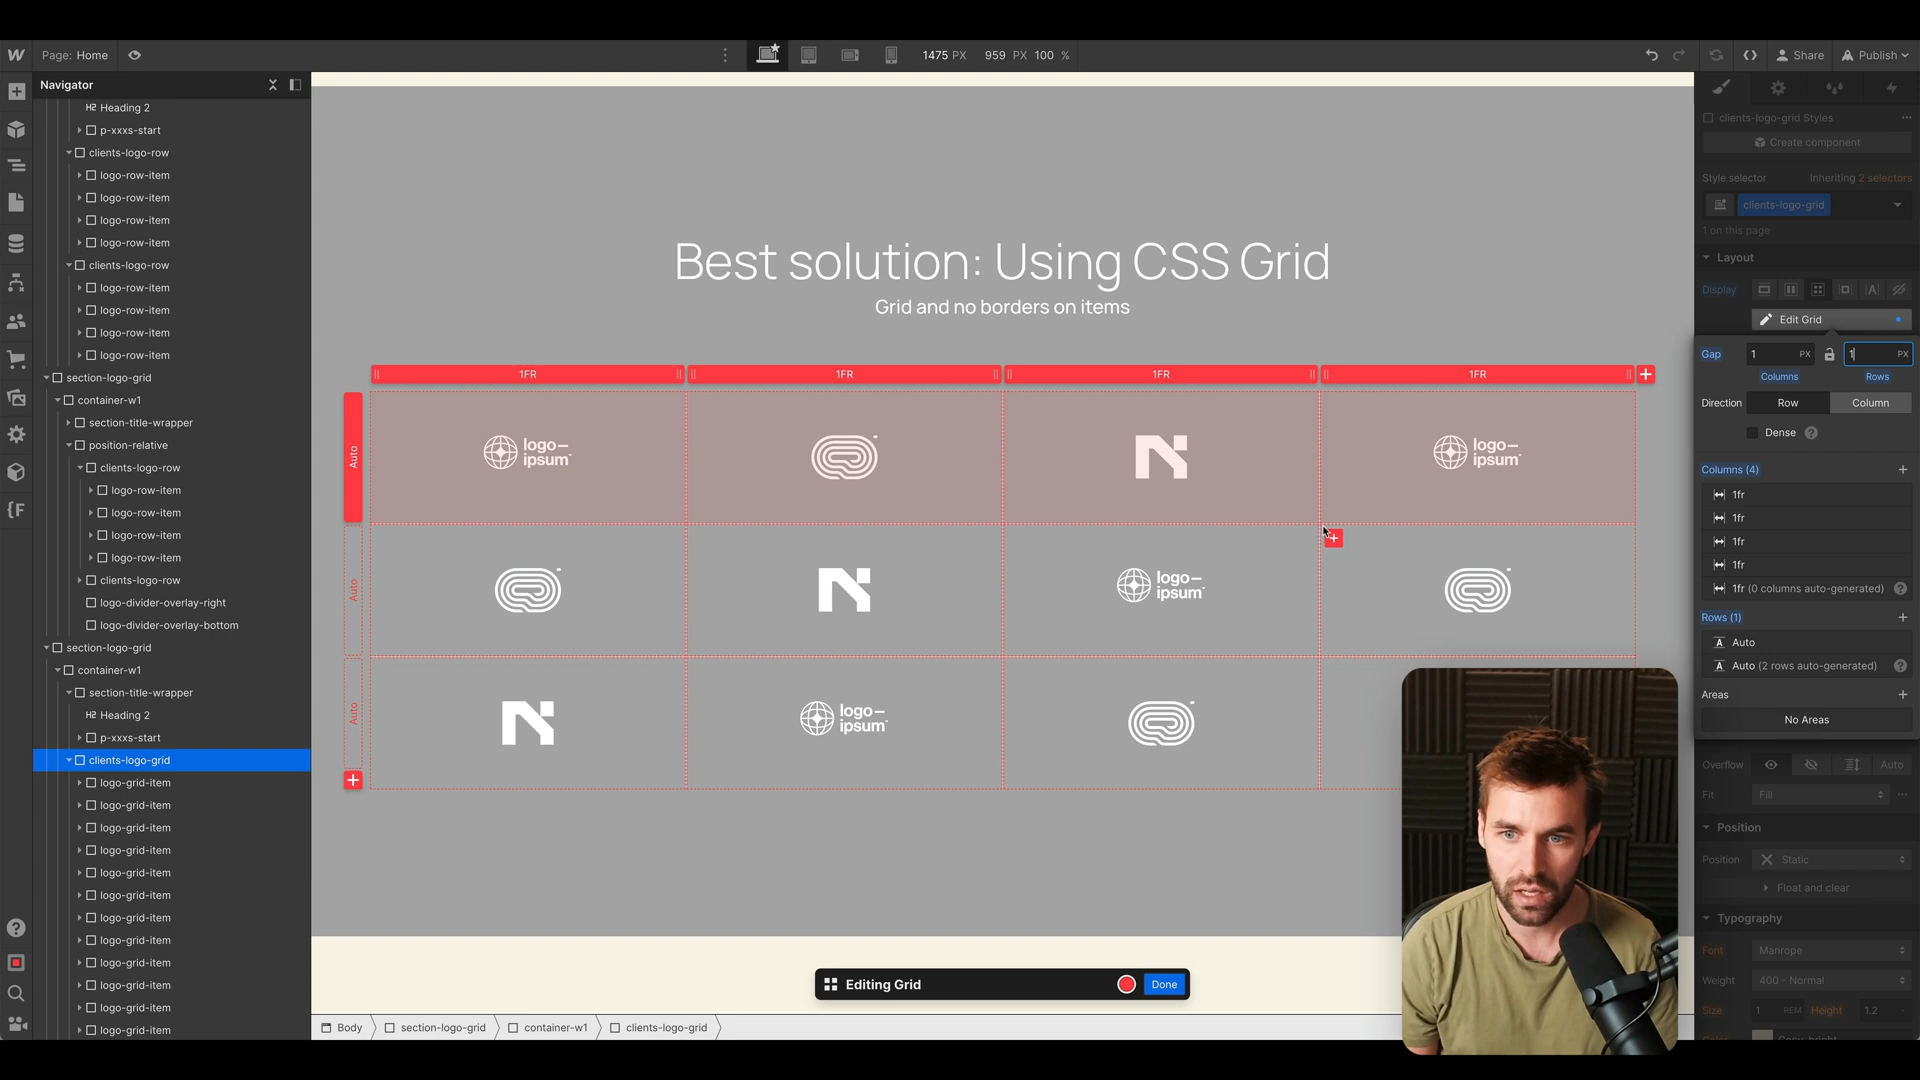 Page: Home
1475 PX 959 PX 100 %
Share
Publish
Navigator
H2 Heading 2
p-xxxs-start
clients-logo-row
logo-row-item
logo-row-item
logo-row-item
logo-row-item
clients-logo-row
logo-row-item
logo-row-item
logo-row-item
logo-row-item
section-logo-grid
container-w1
section-title-wrapper
position-relative
clients-logo-row
logo-row-item
logo-row-item
logo-row-item
logo-row-item
clients-logo-row
logo-divider-overlay-right
logo-divider-overlay-bottom
section-logo-grid
container-w1
section-title-wrapper
H2 Heading 2
p-xxxs-start
clients-logo-grid
logo-grid-item
logo-grid-item
logo-grid-item
logo-grid-item
logo-grid-item
logo-grid-item
logo-grid-item
logo-grid-item
logo-grid-item
logo-grid-item
logo-grid-item
logo-grid-item
Best solution: Using CSS Grid
Grid and no borders on items
1FR 1FR 1FR 1FR
Auto
logo—
ipsum
logo—
ipsum
Auto
logo—
ipsum
Auto
logo—
ipsum
Editing Grid
Done
Body
section-logo-grid
container-w1
clients-logo-grid
clients-logo-grid Styles
Create component
Style selector
Inheriting 2 selectors
clients-logo-grid
1 on this page
Layout
Display
Edit Grid
Gap 1 PX 1 PX
Columns Rows
Direction Row Column
Dense
Columns (4)
1fr
1fr
1fr
1fr
1fr (0 columns auto-generated)
Rows (1)
Auto
Auto (2 rows auto-generated)
Areas
No Areas
Overflow Auto
Fit Fill
Position
Position Static
Float and clear
Typography
Font Manrope
Weight 400 - Normal
Size 1 REM Height 1.2 -